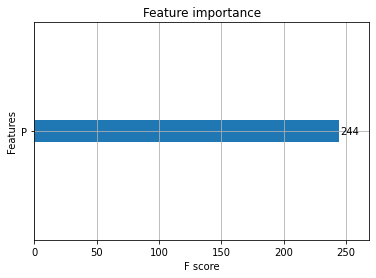 Feature importance
Features
P
244
0 50 100 150 200 250
F score